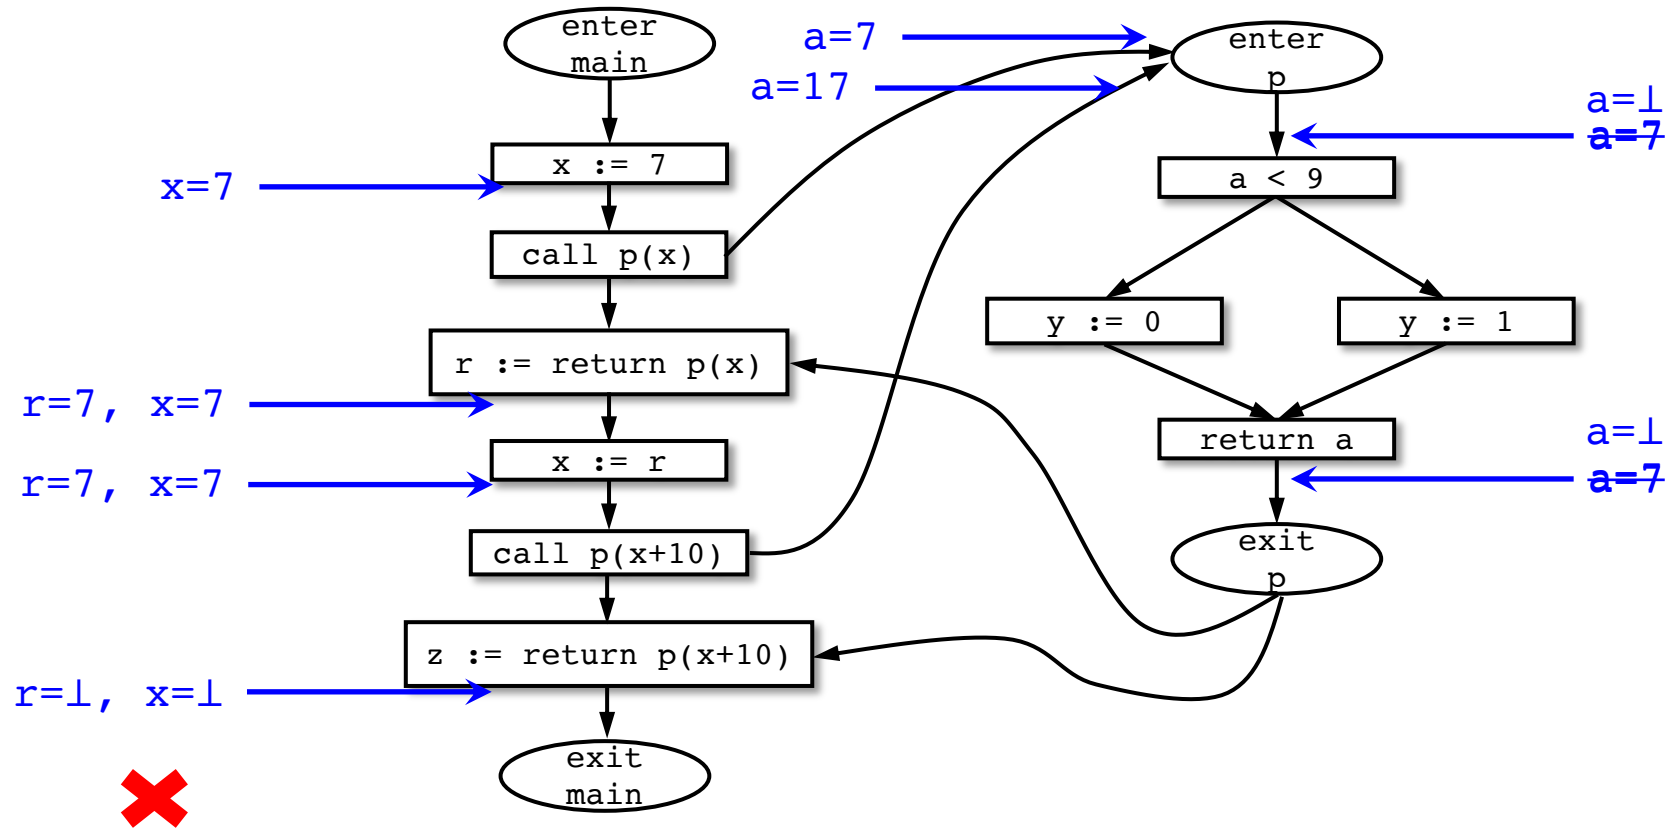 enter
main
x := 7
x=7
call p(x)
r := return p(x)
r=7, x=7
x := r
r=7, x=7
call p(x+10)
z := return p(x+10)
r=⊥, x=⊥
exit
main
a=7
a=17
enter
p
a=⊥
a=7
a < 9
y := 0
y := 1
return a
a=⊥
a=7
exit
p